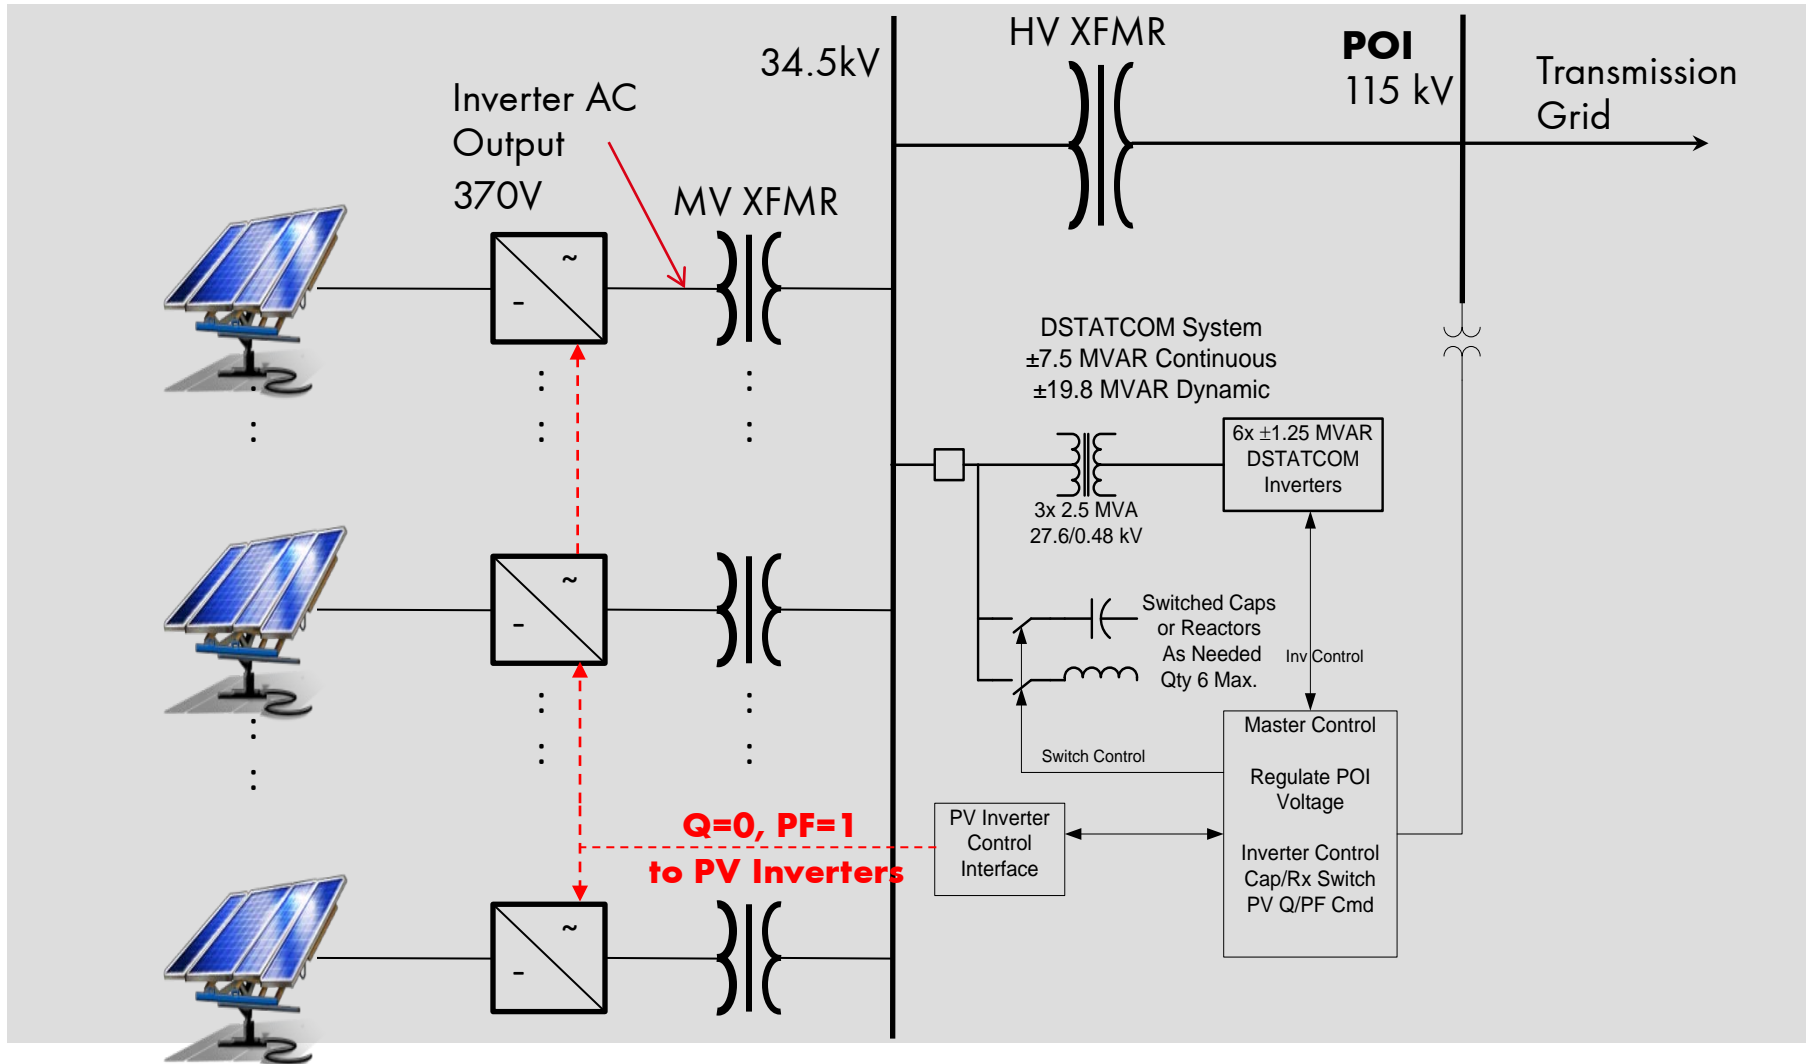 HV XFMR
34.5kV
POI
115 kV
Transmission
Grid
Inverter AC
Output
370V
MV XFMR
~
-
DSTATCOM System
±7.5 MVAR Continuous
±19.8 MVAR Dynamic
6x ±1.25 MVAR
DSTATCOM
Inverters
3x 2.5 MVA
27.6/0.48 kV
~
-
Switched Caps
or Reactors
As Needed
Qty 6 Max.
Inv Control
Master Control
Regulate POI
Voltage
Inverter Control
Cap/Rx Switch
PV Q/PF Cmd
Switch Control
PV Inverter
Control
Interface
Q=0, PF=1
to PV Inverters
~
-